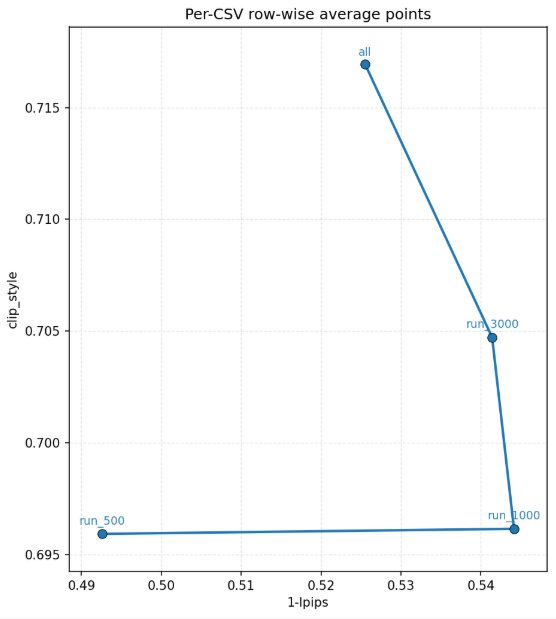 Per-CSV row-wise average points
all
0.715
0.710
0.705
0.700
0.695
clip_style
run_3000
run_1000
run_500
0.49 0.50 0.51 0.52 0.53 0.54
1-lpips